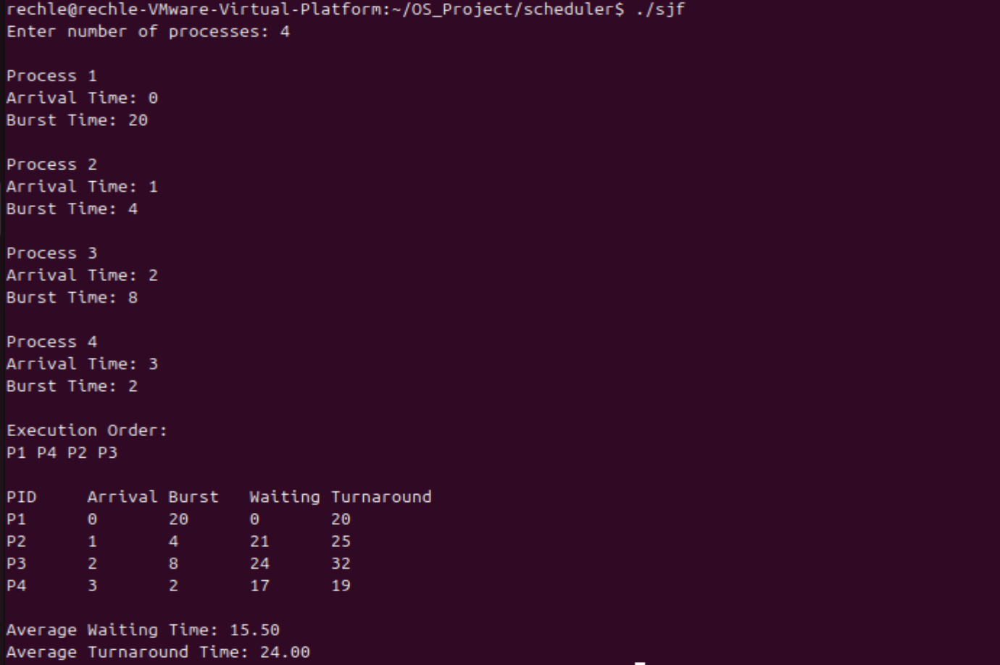 rechle@rechle-VMware-Virtual-Platform:~/OS_Project/scheduler$ ./sjf
Enter number of processes: 4
Process 1
Arrival Time: 0
Burst Time: 20
Process 2
Arrival Time: 1
Burst Time: 4
Process 3
Arrival Time: 2
Burst Time: 8
Process 4
Arrival Time: 3
Burst Time: 2
Execution Order:
P1 P4 P2 P3
PID Arrival Burst Waiting Turnaround
P1 0 20 0 20
P2 1 4 21 25
P3 2 8 24 32
P4 3 2 17 19
Average Waiting Time: 15.50
Average Turnaround Time: 24.00